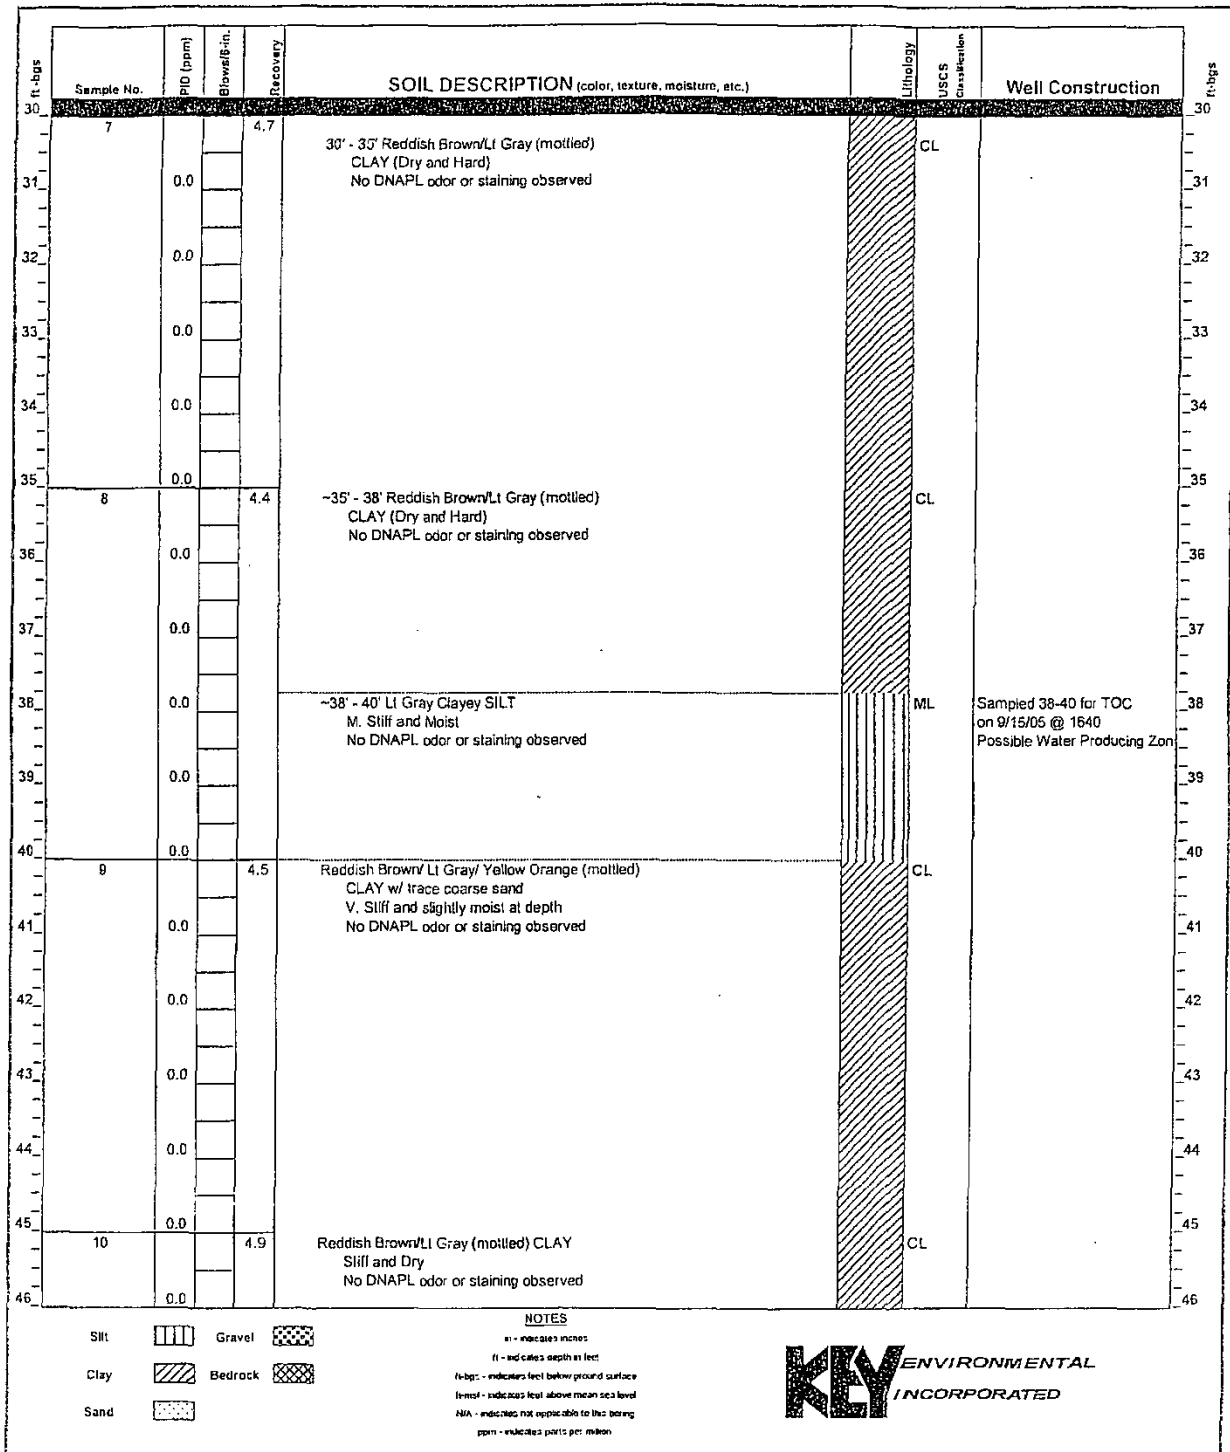 ft-bgs
Sample No.
PID (ppm)
Blows/6-in.
Recovery
SOIL DESCRIPTION (color, texture, moisture, etc.)
Lithology
USCS
Classification
Well Construction
ft-bgs
30 30
7 4.7
30' - 35' Reddish Brown/Lt Gray (mottled) CL
CLAY (Dry and Hard)
31 0.0 No DNAPL odor or staining observed 31
32 0.0 32
33 0.0 33
34 0.0 34
35 0.0 35
8 4.4 ~35' - 38' Reddish Brown/Lt Gray (mottled) CL
CLAY (Dry and Hard)
No DNAPL odor or staining observed
36 0.0 36
37 0.0 37
38 0.0 ~38' - 40' Lt Gray Clayey SILT ML Sampled 38-40 for TOC 38
M. Stiff and Moist on 9/15/05 @ 1640
No DNAPL odor or staining observed Possible Water Producing Zon
39 0.0 39
40 0.0 40
9 4.5 Reddish Brown/ Lt Gray/ Yellow Orange (mottled) CL
CLAY w/ trace coarse sand
V. Stiff and slightly moist at depth
41 0.0 No DNAPL odor or staining observed 41
42 0.0 42
43 0.0 43
44 0.0 44
45 0.0 45
10 4.9 Reddish Brown/Lt Gray (mottled) CLAY CL
Stiff and Dry
No DNAPL odor or staining observed
46 0.0 46
Silt Gravel
Clay Bedrock
Sand
NOTES
in - indicates inches
ft - indicates depth in feet
ft-bgs - indicates feet below ground surface
ft-msl - indicates feet above mean sea level
N/A - indicates not applicable to this boring
ppm - indicates parts per million
KEY ENVIRONMENTAL
INCORPORATED